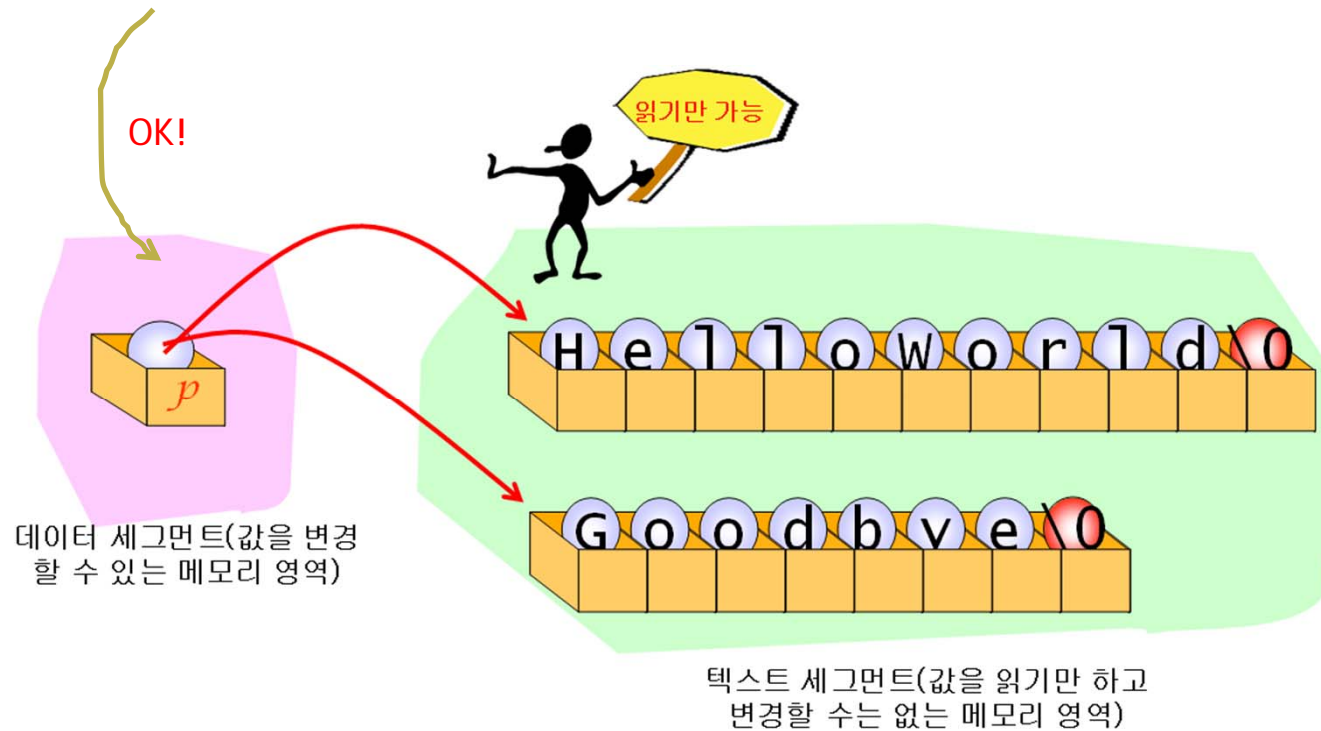 OK!
읽기만 가능
HelloWorld\0
p
Goodbye\0
데이터 세그먼트(값을 변경
할 수 있는 메모리 영역)
텍스트 세그먼트(값을 읽기만 하고
변경할 수는 없는 메모리 영역)